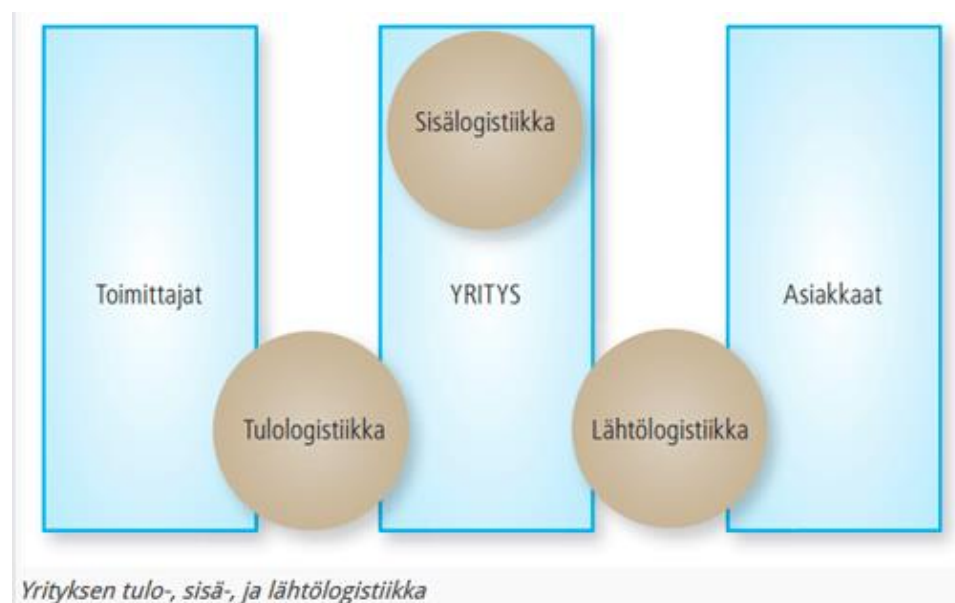 Sisälogistiikka
Toimittajat
YRITYS
Asiakkaat
Tulologistiikka
Lähtölogistiikka
Yrityksen tulo-, sisä-, ja lähtölogistiikka